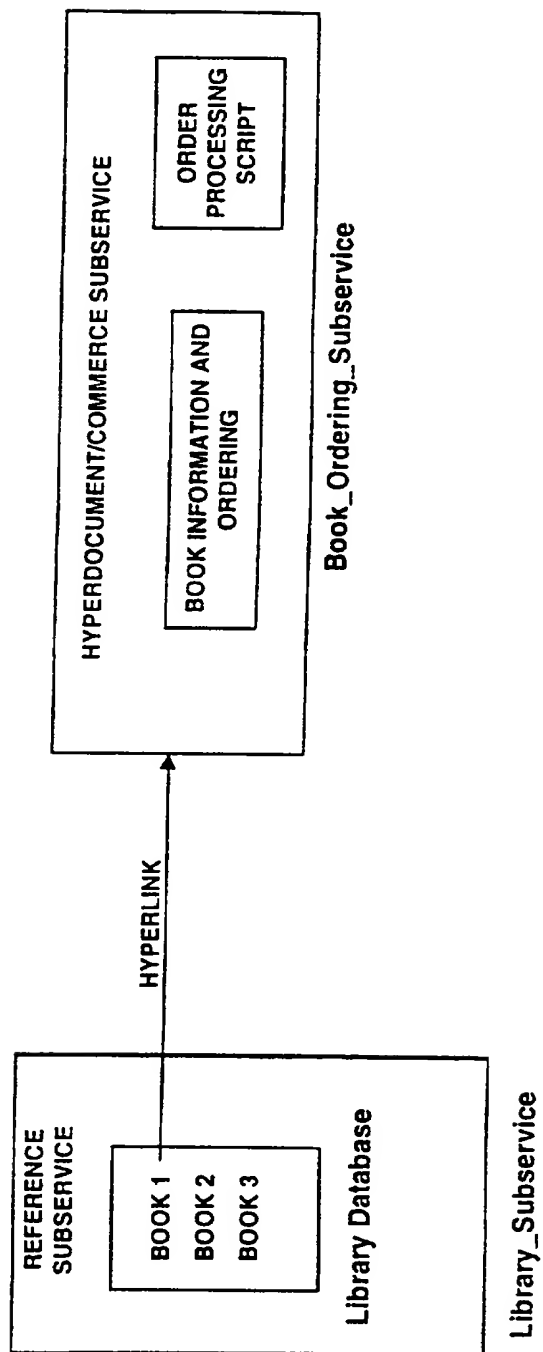 REFERENCE
SUBSERVICE
BOOK 1
BOOK 2
BOOK 3
Library Database
Library_Subservice
HYPERLINK
HYPERDOCUMENT/COMMERCE SUBSERVICE
BOOK INFORMATION AND
ORDERING
ORDER
PROCESSING
SCRIPT
Book_Ordering_Subservice